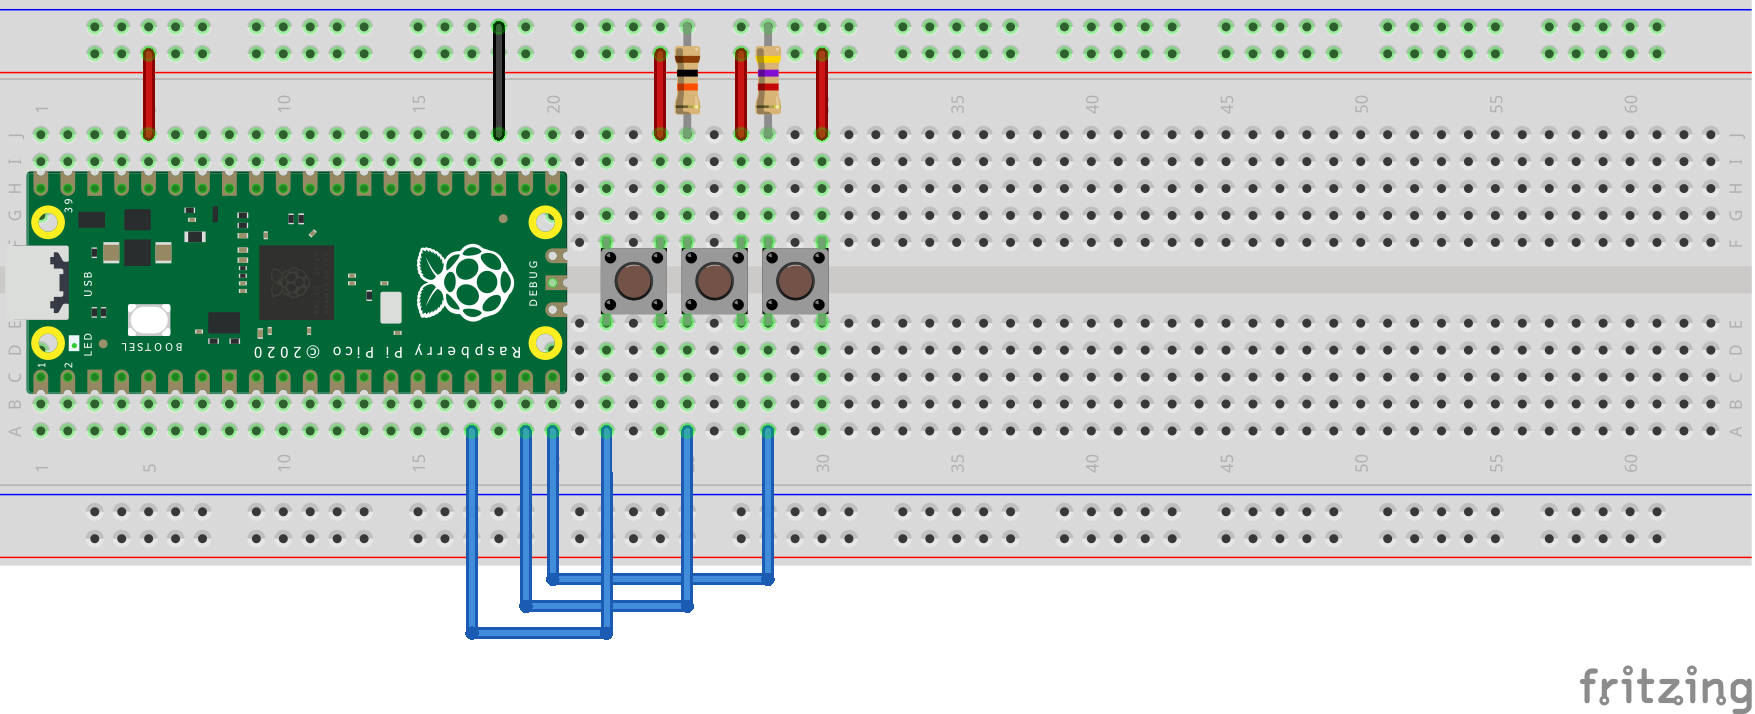 1 10 15 20 35 40 45 50 55 60
J J
I I
H H
G G
F
39
USB
DEBUG
LED
BOOTSEL
Raspberry Pi Pico ©2020
1
2
E E
D D
C C
B B
A A
1 5 10 15 30 35 40 45 50 55 60
fritzing